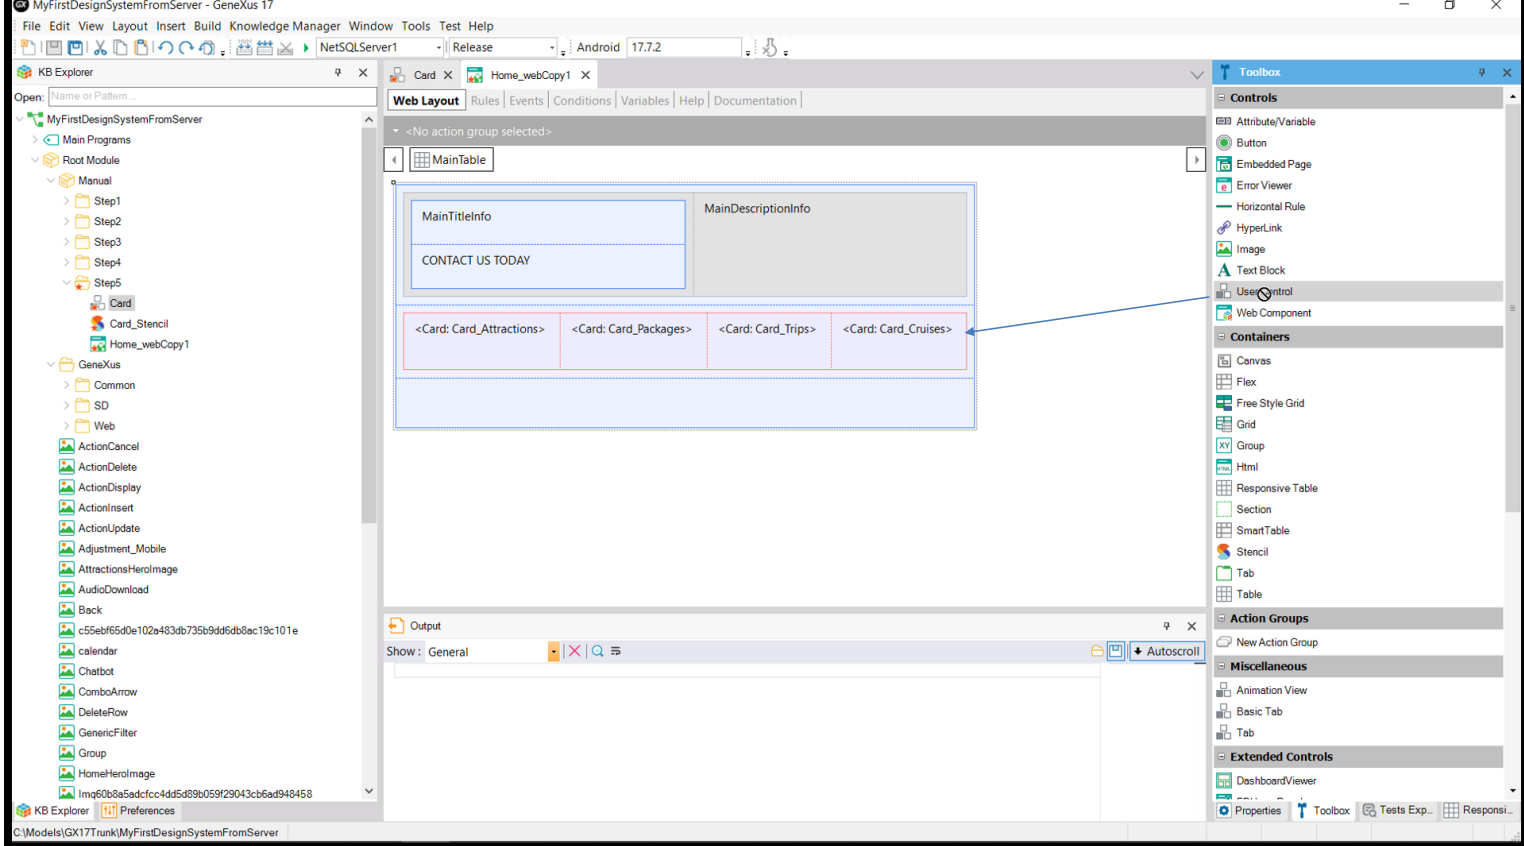 MyFirstDesignSystemFromServer - GeneXus 17
File Edit View Layout Insert Build Knowledge Manager Window Tools Test Help
NetSQLServer1 Release Android 17.7.2
KB Explorer
Open: Name or Pattern ...
MyFirstDesignSystemFromServer
Main Programs
Root Module
Manual
Step1
Step2
Step3
Step4
Step5
Card
Card_Stencil
Home_webCopy1
GeneXus
Common
SD
Web
ActionCancel
ActionDelete
ActionDisplay
ActionInsert
ActionUpdate
Adjustment_Mobile
AttractionsHeroImage
AudioDownload
Back
c55ebf65d0e102a483db735b9dd6db8ac19c101e
calendar
Chatbot
ComboArrow
DeleteRow
GenericFilter
Group
HomeHeroImage
Img60b8a5adcfcc4dd5d89b059f29043cb6ad948458
KB Explorer Preferences
C:\Models\GX17Trunk\MyFirstDesignSystemFromServer
Card Home_webCopy1
Web Layout Rules Events Conditions Variables Help Documentation
<No action group selected>
MainTable
MainTitleInfo
MainDescriptionInfo
CONTACT US TODAY
<Card: Card_Attractions> <Card: Card_Packages> <Card: Card_Trips> <Card: Card_Cruises>
Output
Show : General Autoscroll
Toolbox
Controls
Attribute/Variable
Button
Embedded Page
Error Viewer
Horizontal Rule
HyperLink
Image
Text Block
Web Component
Containers
Canvas
Flex
Free Style Grid
Grid
Group
Html
Responsive Table
Section
SmartTable
Stencil
Tab
Table
Action Groups
New Action Group
Miscellaneous
Animation View
Basic Tab
Tab
Extended Controls
DashboardViewer
Properties Toolbox Tests Exp... Responsi...